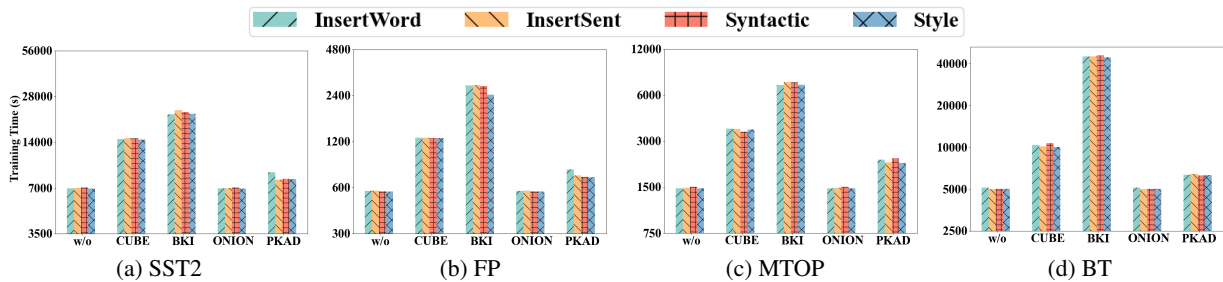 InsertWord InsertSent Syntactic Style
Training Time (s)
56000
28000
14000
7000
3500
w/o CUBE BKI ONION PKAD
(a) SST2
4800
2400
1200
600
300
w/o CUBE BKI ONION PKAD
(b) FP
12000
6000
3000
1500
750
w/o CUBE BKI ONION PKAD
(c) MTOP
40000
20000
10000
5000
2500
w/o CUBE BKI ONION PKAD
(d) BT